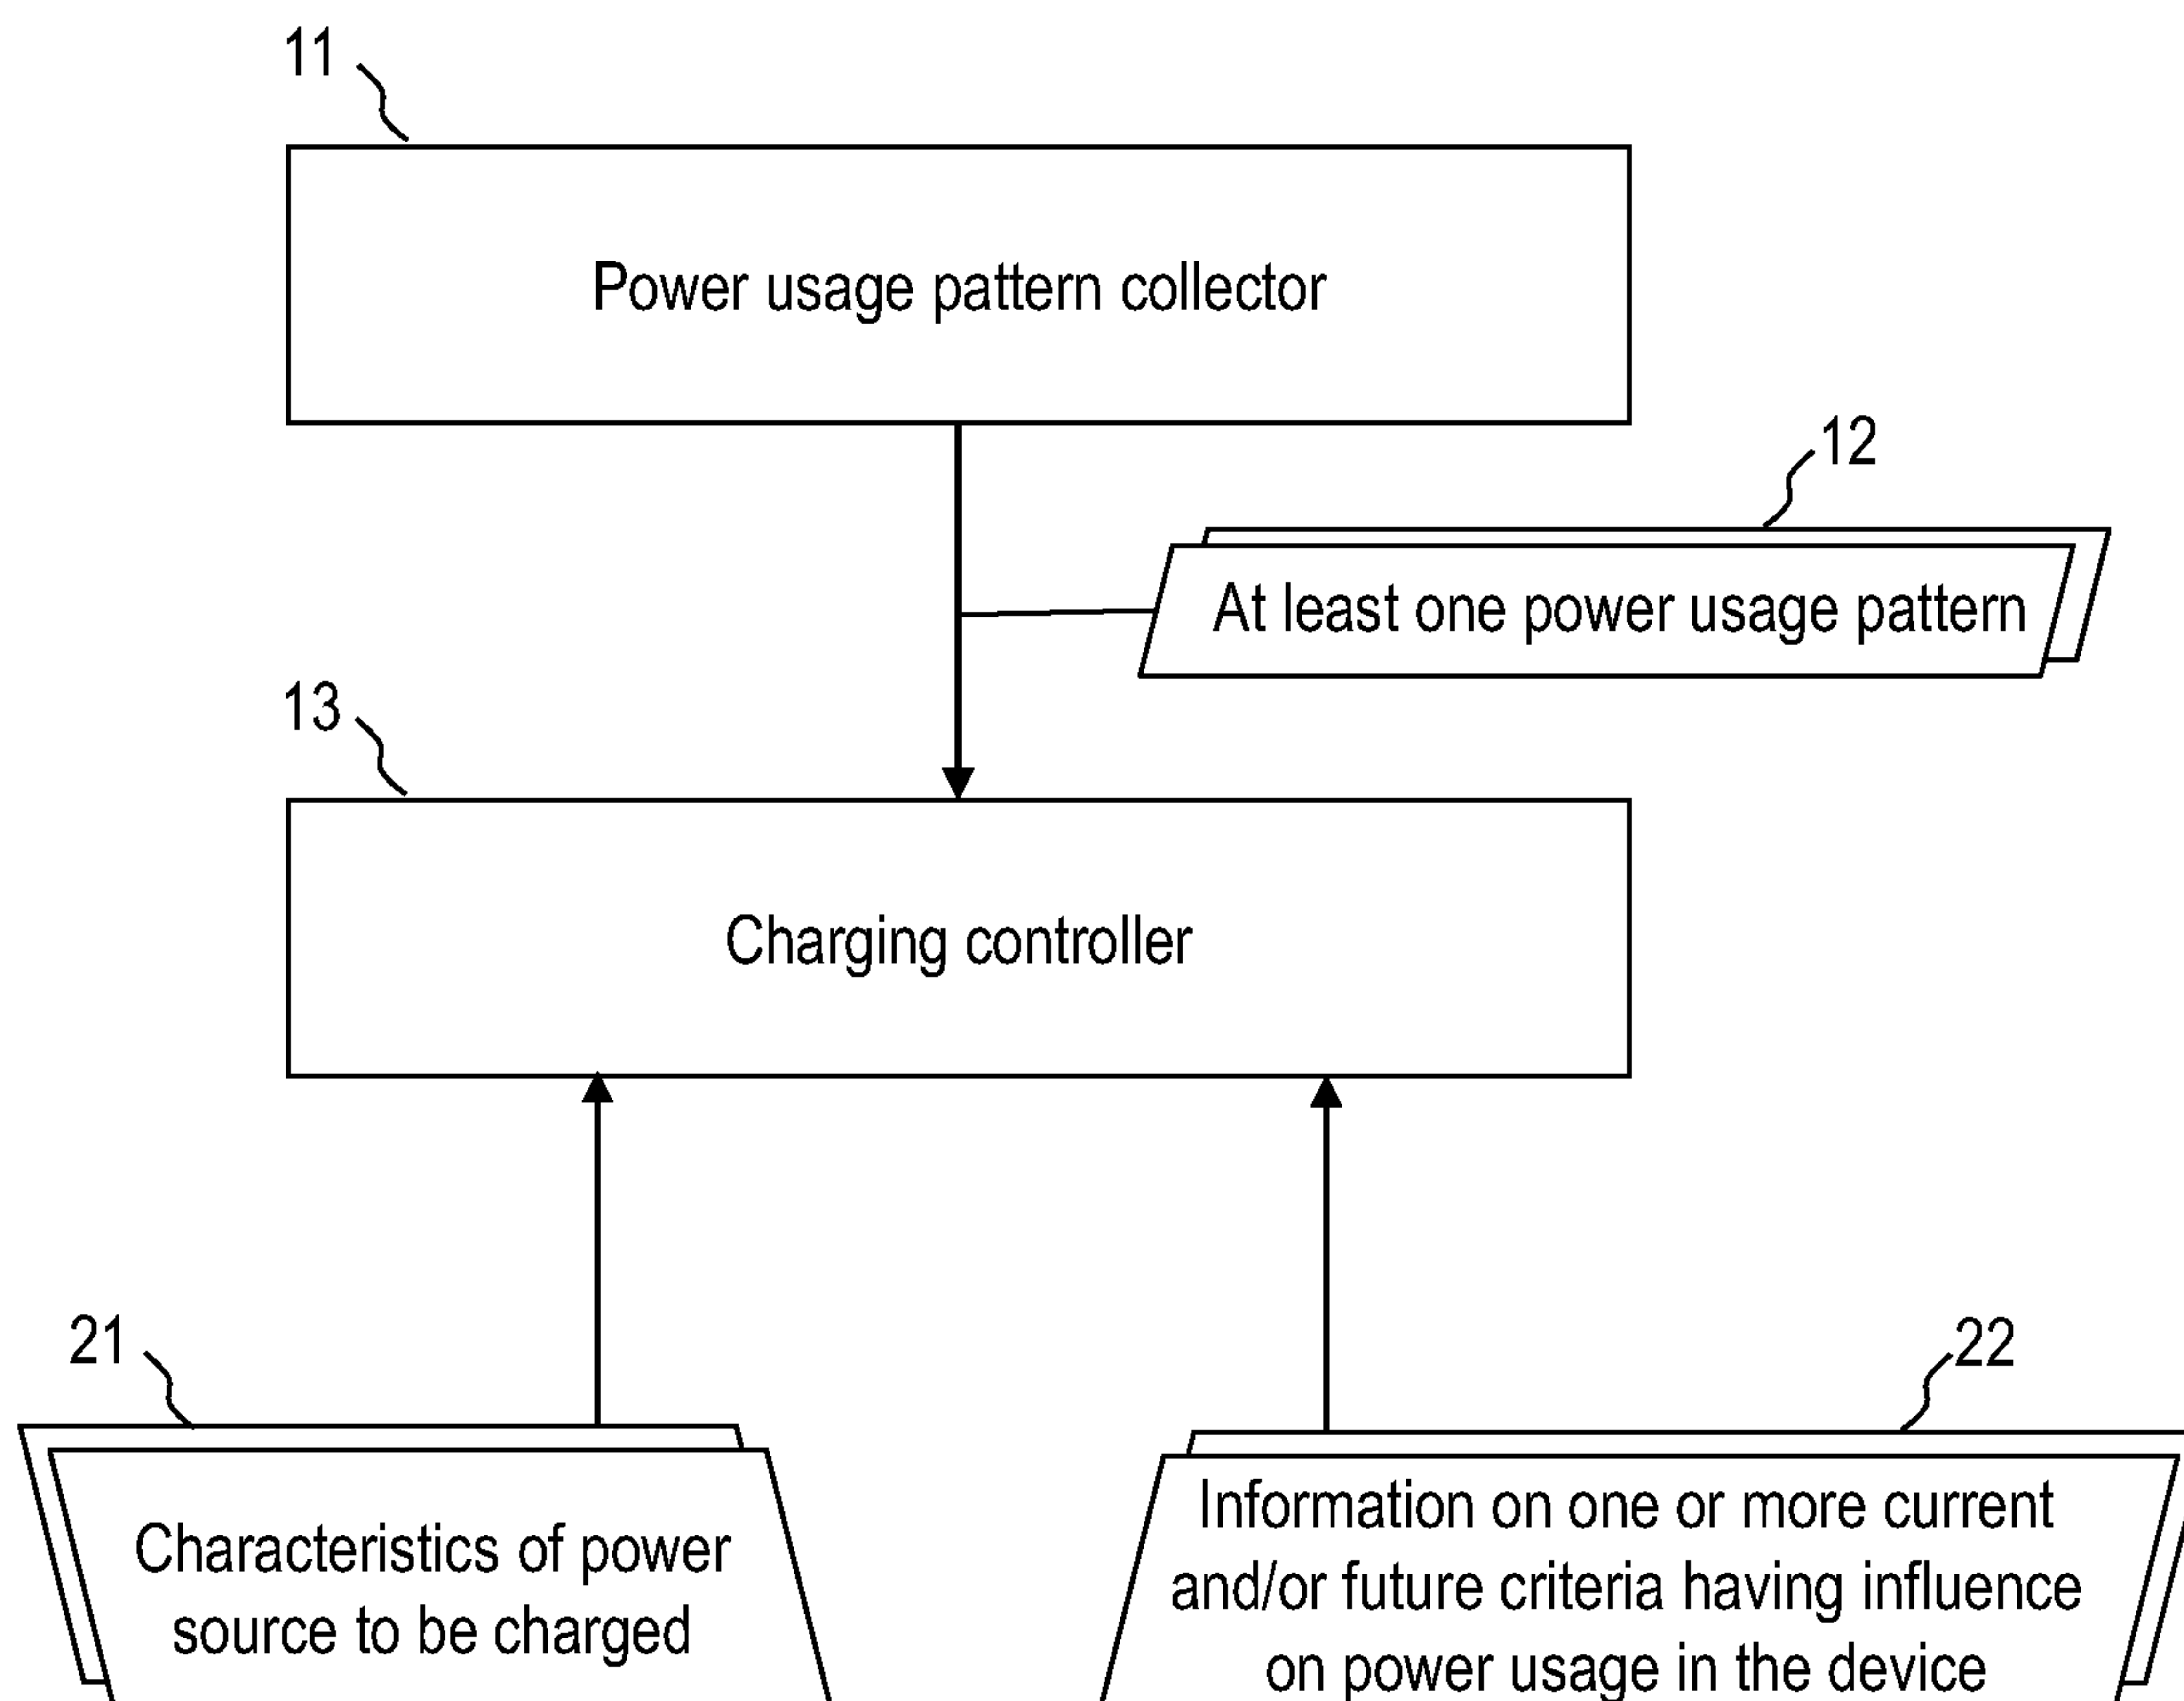 11
Power usage pattern collector
12
At least one power usage pattern
13
Charging controller
21
22
Characteristics of power
source to be charged
Information on one or more current
and/or future criteria having influence
on power usage in the device